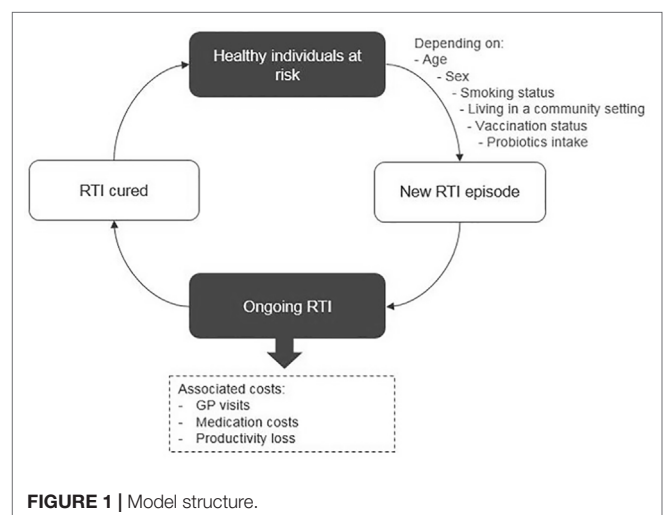 Healthy individuals at
risk
Depending on:
- Age
- Sex
- Smoking status
- Living in a community setting
- Vaccination status
- Probiotics intake
RTI cured
New RTI episode
Ongoing RTI
Associated costs:
- GP visits
- Medication costs
- Productivity loss
FIGURE 1 | Model structure.